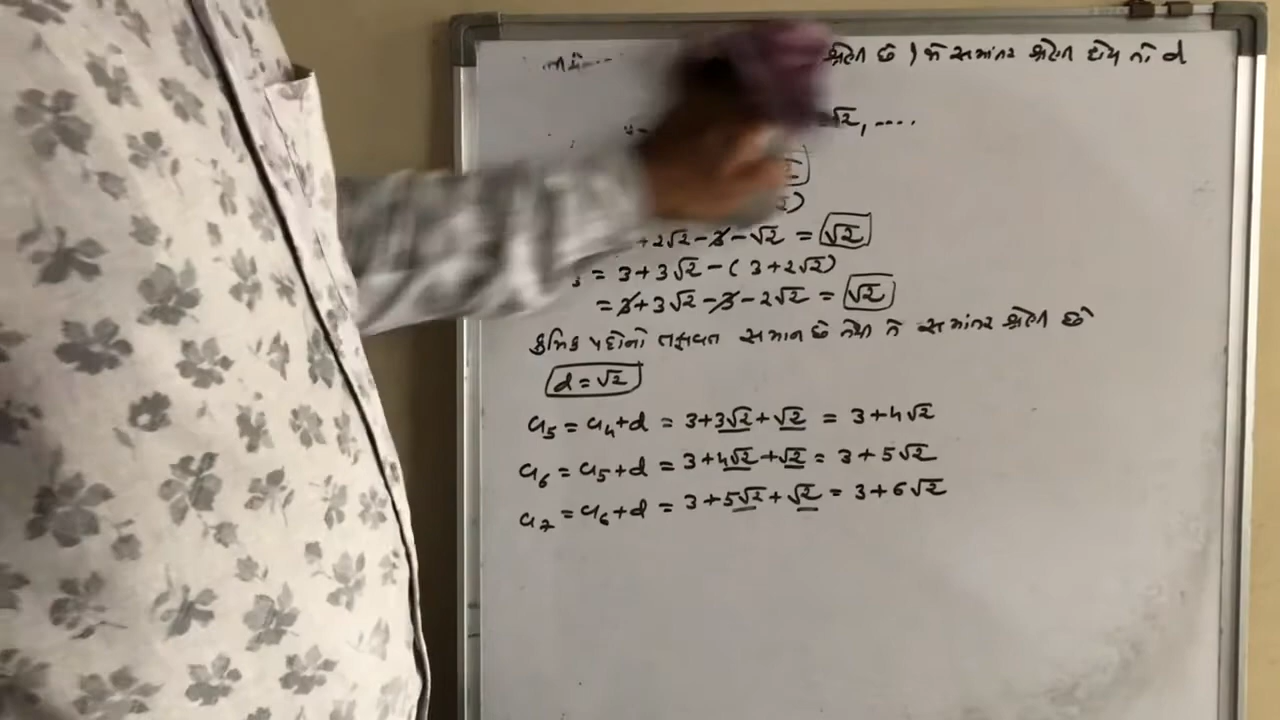 શ્રેણી છે ) જો સમાંતર શ્રેણી હોય તો d
√2, ....
2)
+2√2-3-√2 = √2
3 = 3+3√2-(3+2√2)
= 3+3√2-3-2√2 = √2
ક્રમિક પદોનો તફાવત સમાન છે તેથી તે સમાંતર શ્રેણી છે
d = √2
a₅ = a₄+d = 3+3√2+√2 = 3+4√2
a₆ = a₅+d = 3+4√2+√2 = 3+5√2
a₇ = a₆+d = 3+5√2+√2 = 3+6√2